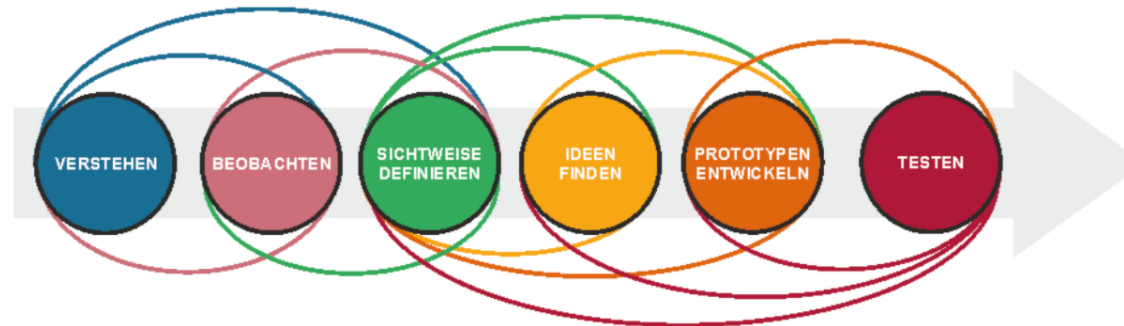 VERSTEHEN
BEOBACHTEN
SICHTWEISE
DEFINIEREN
IDEEN
FINDEN
PROTOTYPEN
ENTWICKELN
TESTEN